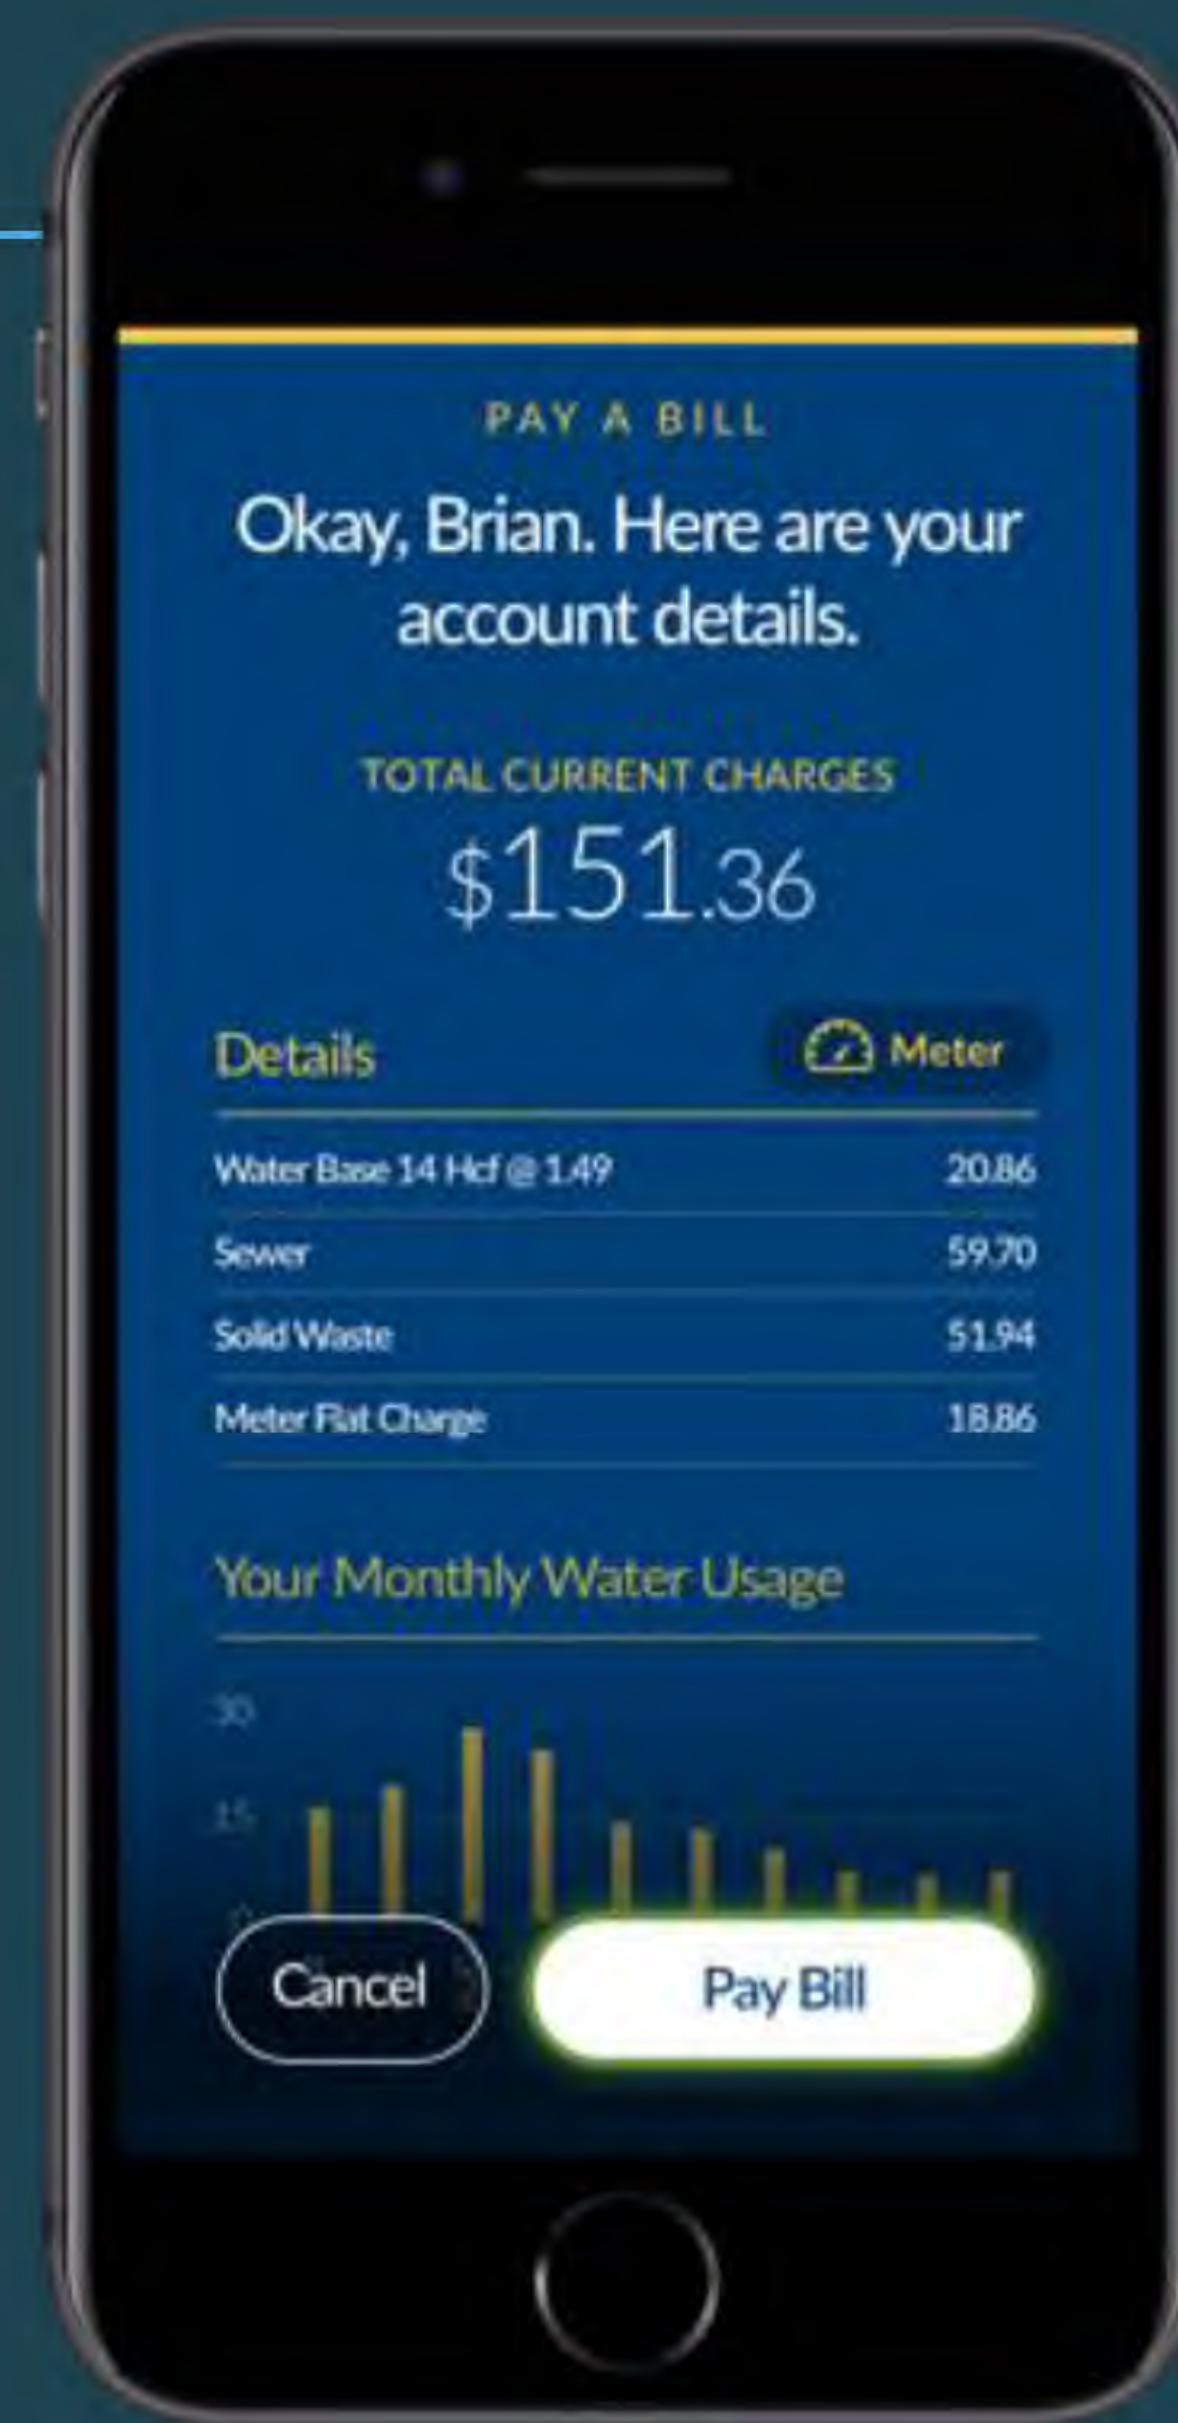 PAY A BILL
Okay, Brian. Here are your
account details.
TOTAL CURRENT CHARGES
$151.36
Details
Meter
Water Base 14 Hcf @ 1.49 20.86
Sewer 59.70
Solid Waste 51.94
Meter Flat Charge 18.86
Your Monthly Water Usage
30
15
0
Cancel
Pay Bill